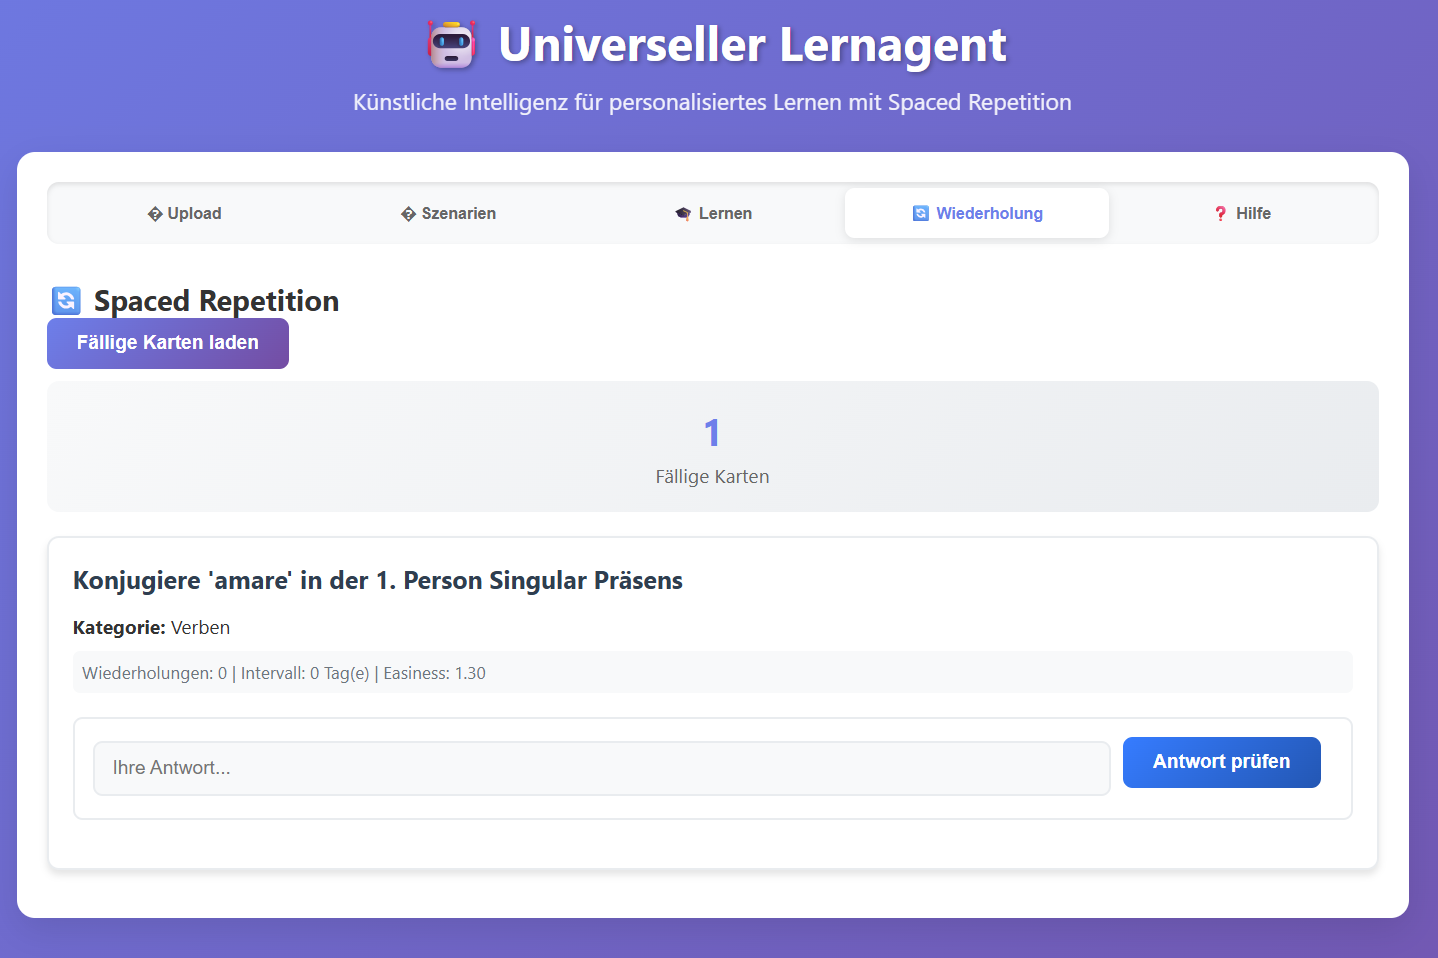 Universeller Lernagent
Künstliche Intelligenz für personalisiertes Lernen mit Spaced Repetition
� Upload
� Szenarien
Lernen
Wiederholung
Hilfe
Spaced Repetition
Fällige Karten laden
1
Fällige Karten
Konjugiere 'amare' in der 1. Person Singular Präsens
Kategorie: Verben
Wiederholungen: 0 | Intervall: 0 Tag(e) | Easiness: 1.30
Ihre Antwort...
Antwort prüfen